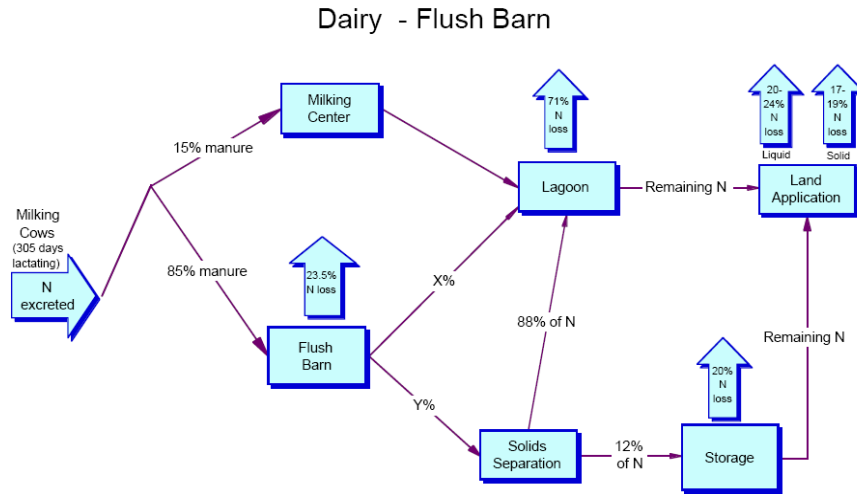 Dairy - Flush Barn
Milking
Center
15% manure
71%
N
loss
Lagoon
Remaining N
20-
24%
N
loss
Liquid
17-
19%
N
loss
Solid
Land
Application
Milking
Cows
(305 days
lactating)
N
excreted
85% manure
23.5%
N loss
Flush
Barn
X%
Y%
88% of N
Solids
Separation
12%
of N
20%
N
loss
Storage
Remaining N